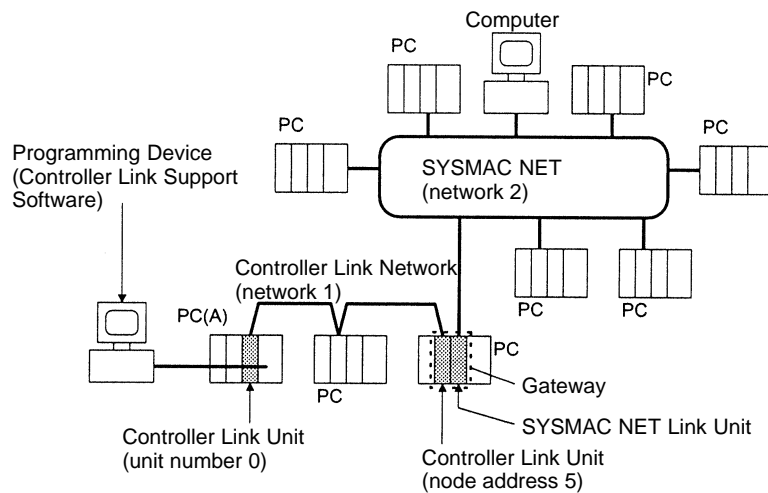 Computer
PC
PC
PC
PC
SYSMAC NET
(network 2)
Programming Device
(Controller Link Support
Software)
PC
PC
Controller Link Network
(network 1)
PC(A)
PC
PC
Gateway
SYSMAC NET Link Unit
Controller Link Unit
(unit number 0)
Controller Link Unit
(node address 5)